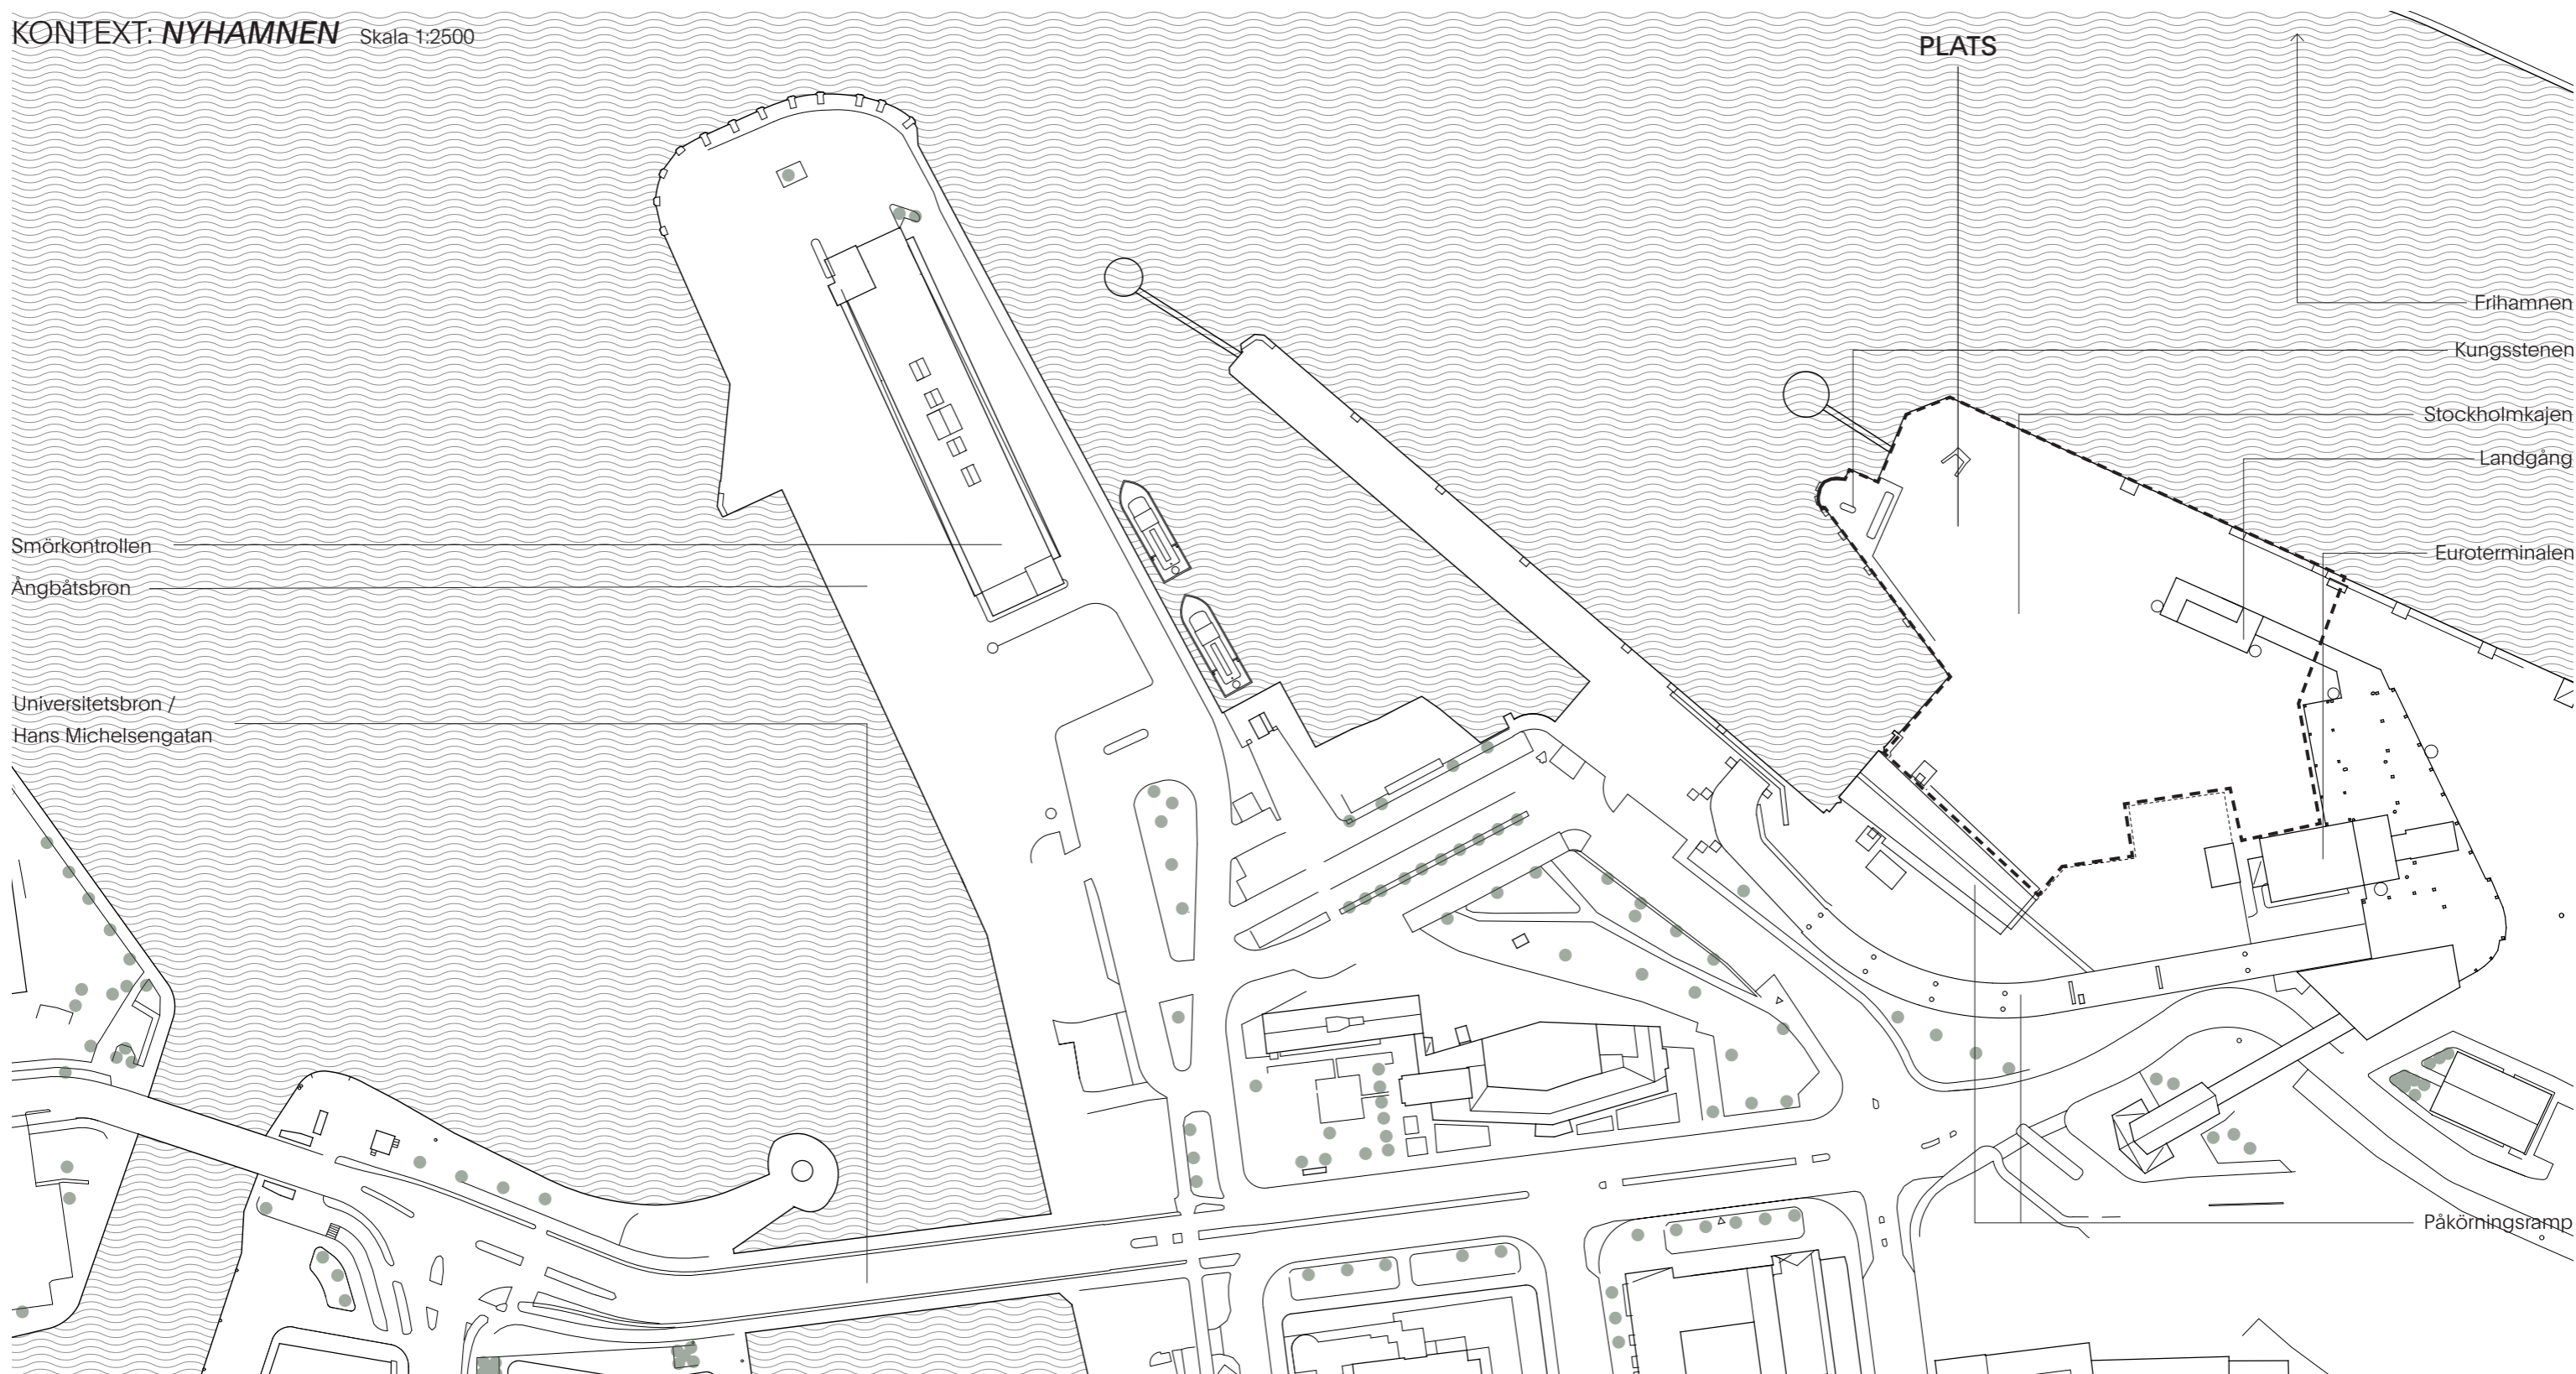 KONTEXT: NYHAMNEN Skala 1:2500
PLATS
Frihamnen
Kungsstenen
Stockholmkajen
Landgång
Euroterminalen
Smörkontrollen
Ångbåtsbron
Universitetsbron /
Hans Michelsengatan
Påkörningsramp